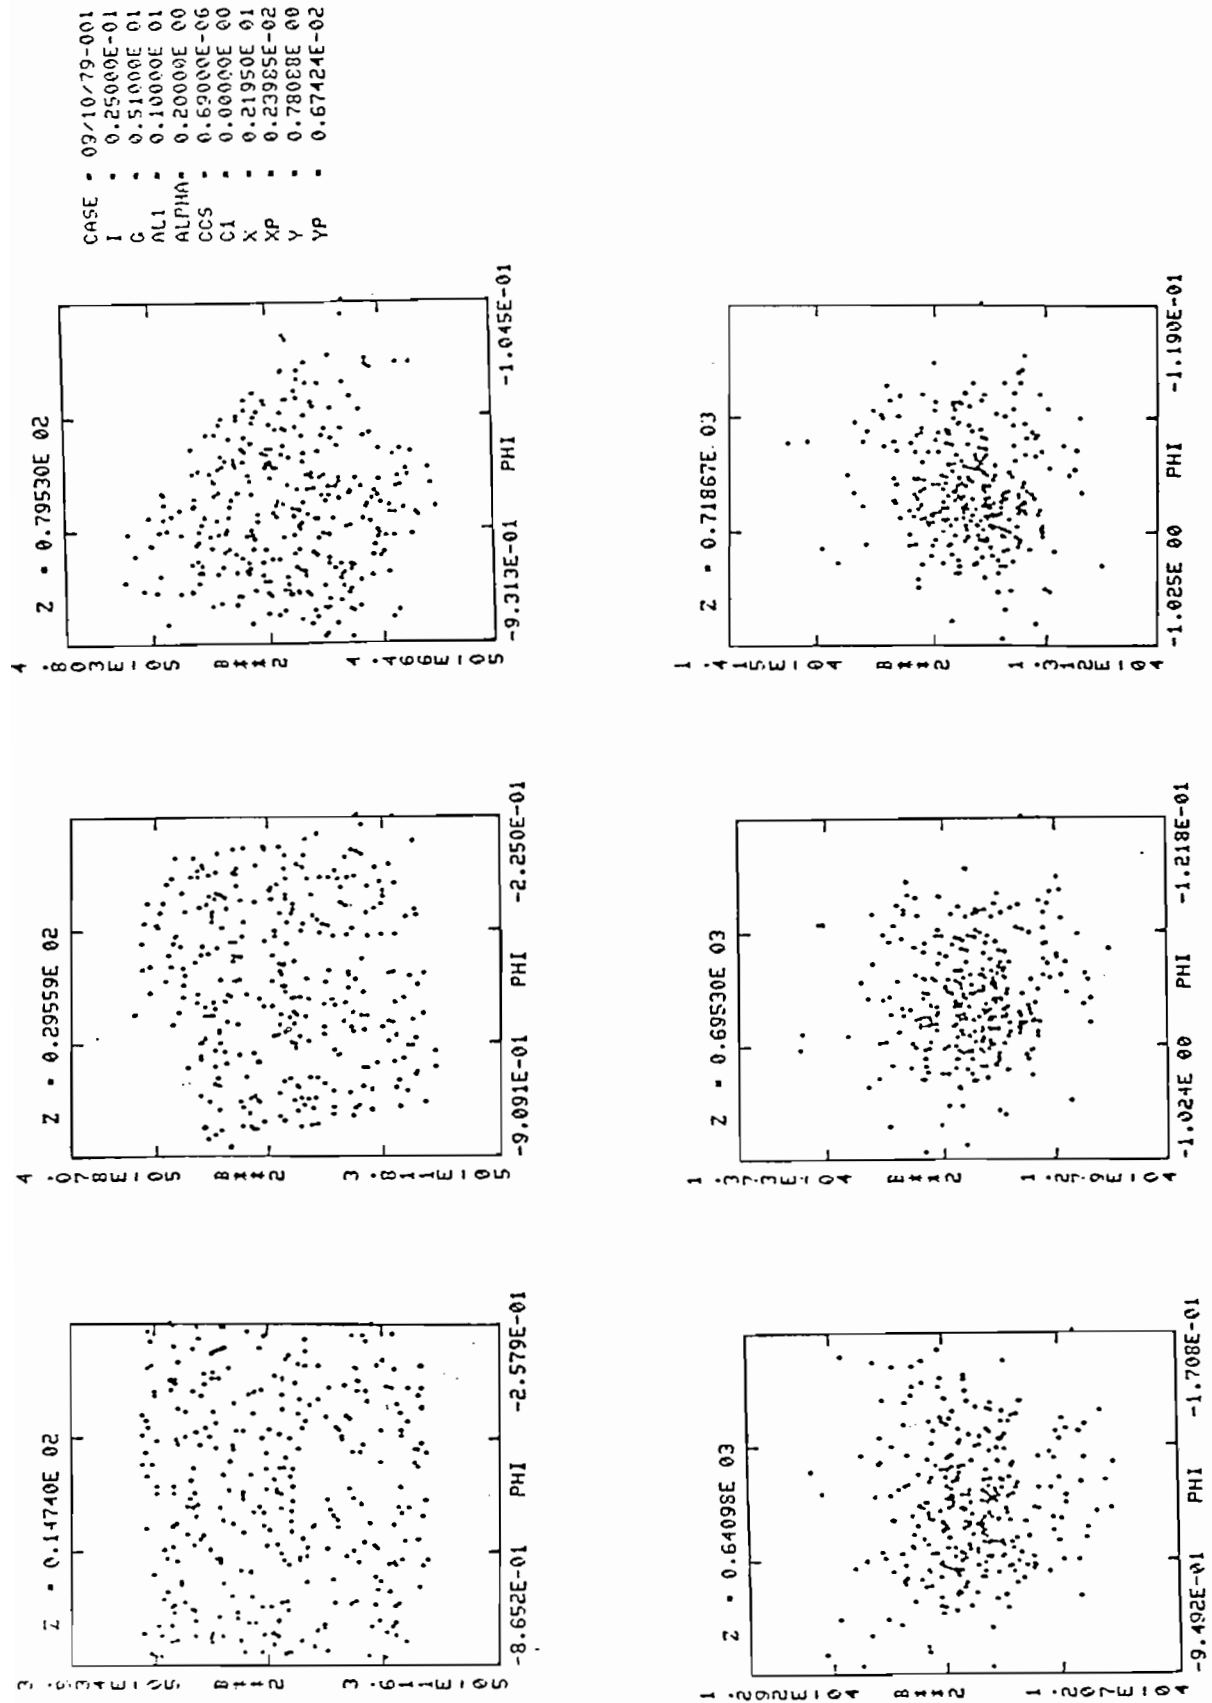 CASE = 09/10/79-001
I = 0.25000E-01
G = 0.51000E 01
AL1 = 0.10000E 01
ALPHA= 0.20000E 00
CCS = 0.69000E-06
C1 = 0.00000E 00
X = 0.21950E 01
XP = 0.23985E-02
Y = 0.78088E 00
YP = 0.67424E-02
Z = 0.14740E 02
B**2
3.611E-05
-8.652E-01 PHI -2.579E-01
Z = 0.29559E 02
4.078E-05
B**2
3.811E-05
-9.091E-01 PHI -2.250E-01
Z = 0.79530E 02
4.803E-05
B**2
4.466E-05
-9.313E-01 PHI -1.045E-01
Z = 0.64098E 03
1.292E-04
B**2
1.207E-04
-9.492E-01 PHI -1.708E-01
Z = 0.69530E 03
1.373E-04
B**2
1.279E-04
-1.024E 00 PHI -1.218E-01
Z = 0.71867E 03
1.415E-04
B**2
1.312E-04
-1.025E 00 PHI -1.190E-01